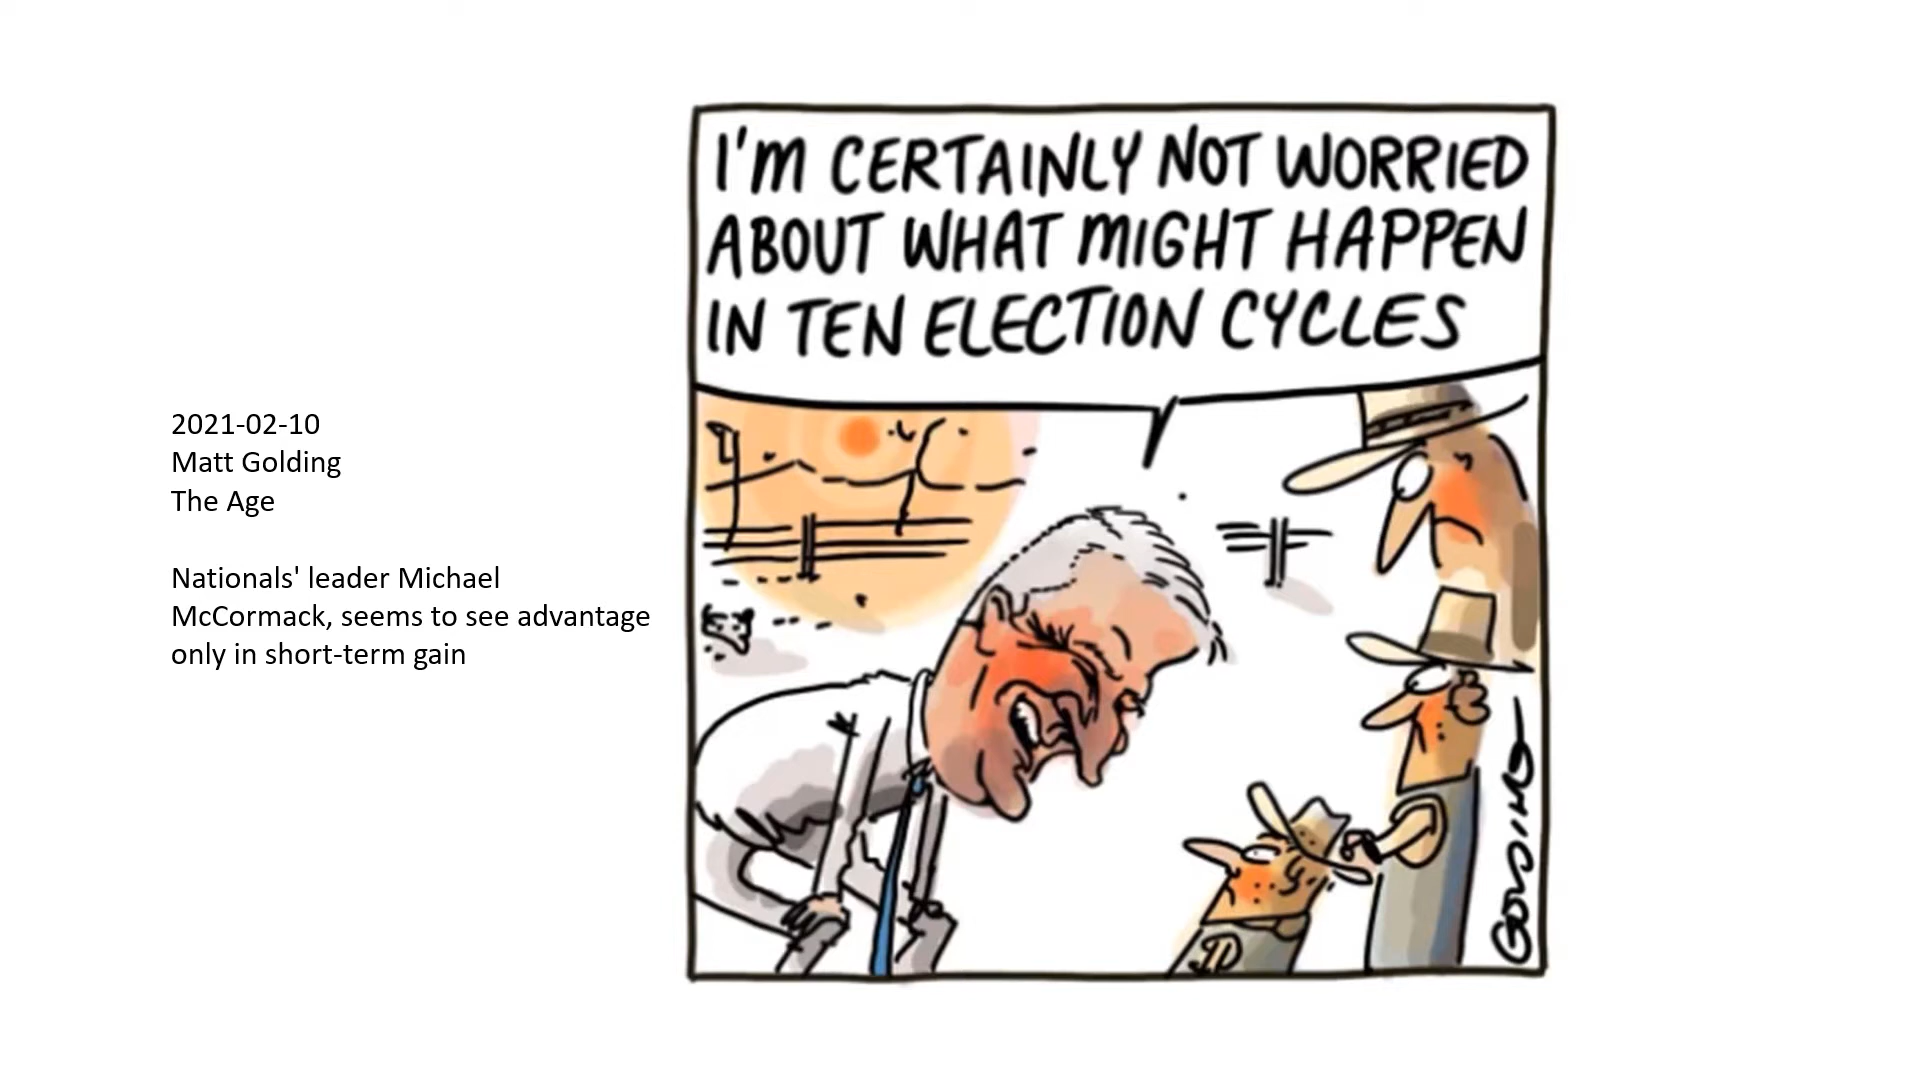 2021-02-10
Matt Golding
The Age
Nationals' leader Michael
McCormack, seems to see advantage
only in short-term gain
I'M CERTAINLY NOT WORRIED
ABOUT WHAT MIGHT HAPPEN
IN TEN ELECTION CYCLES
GOLDING